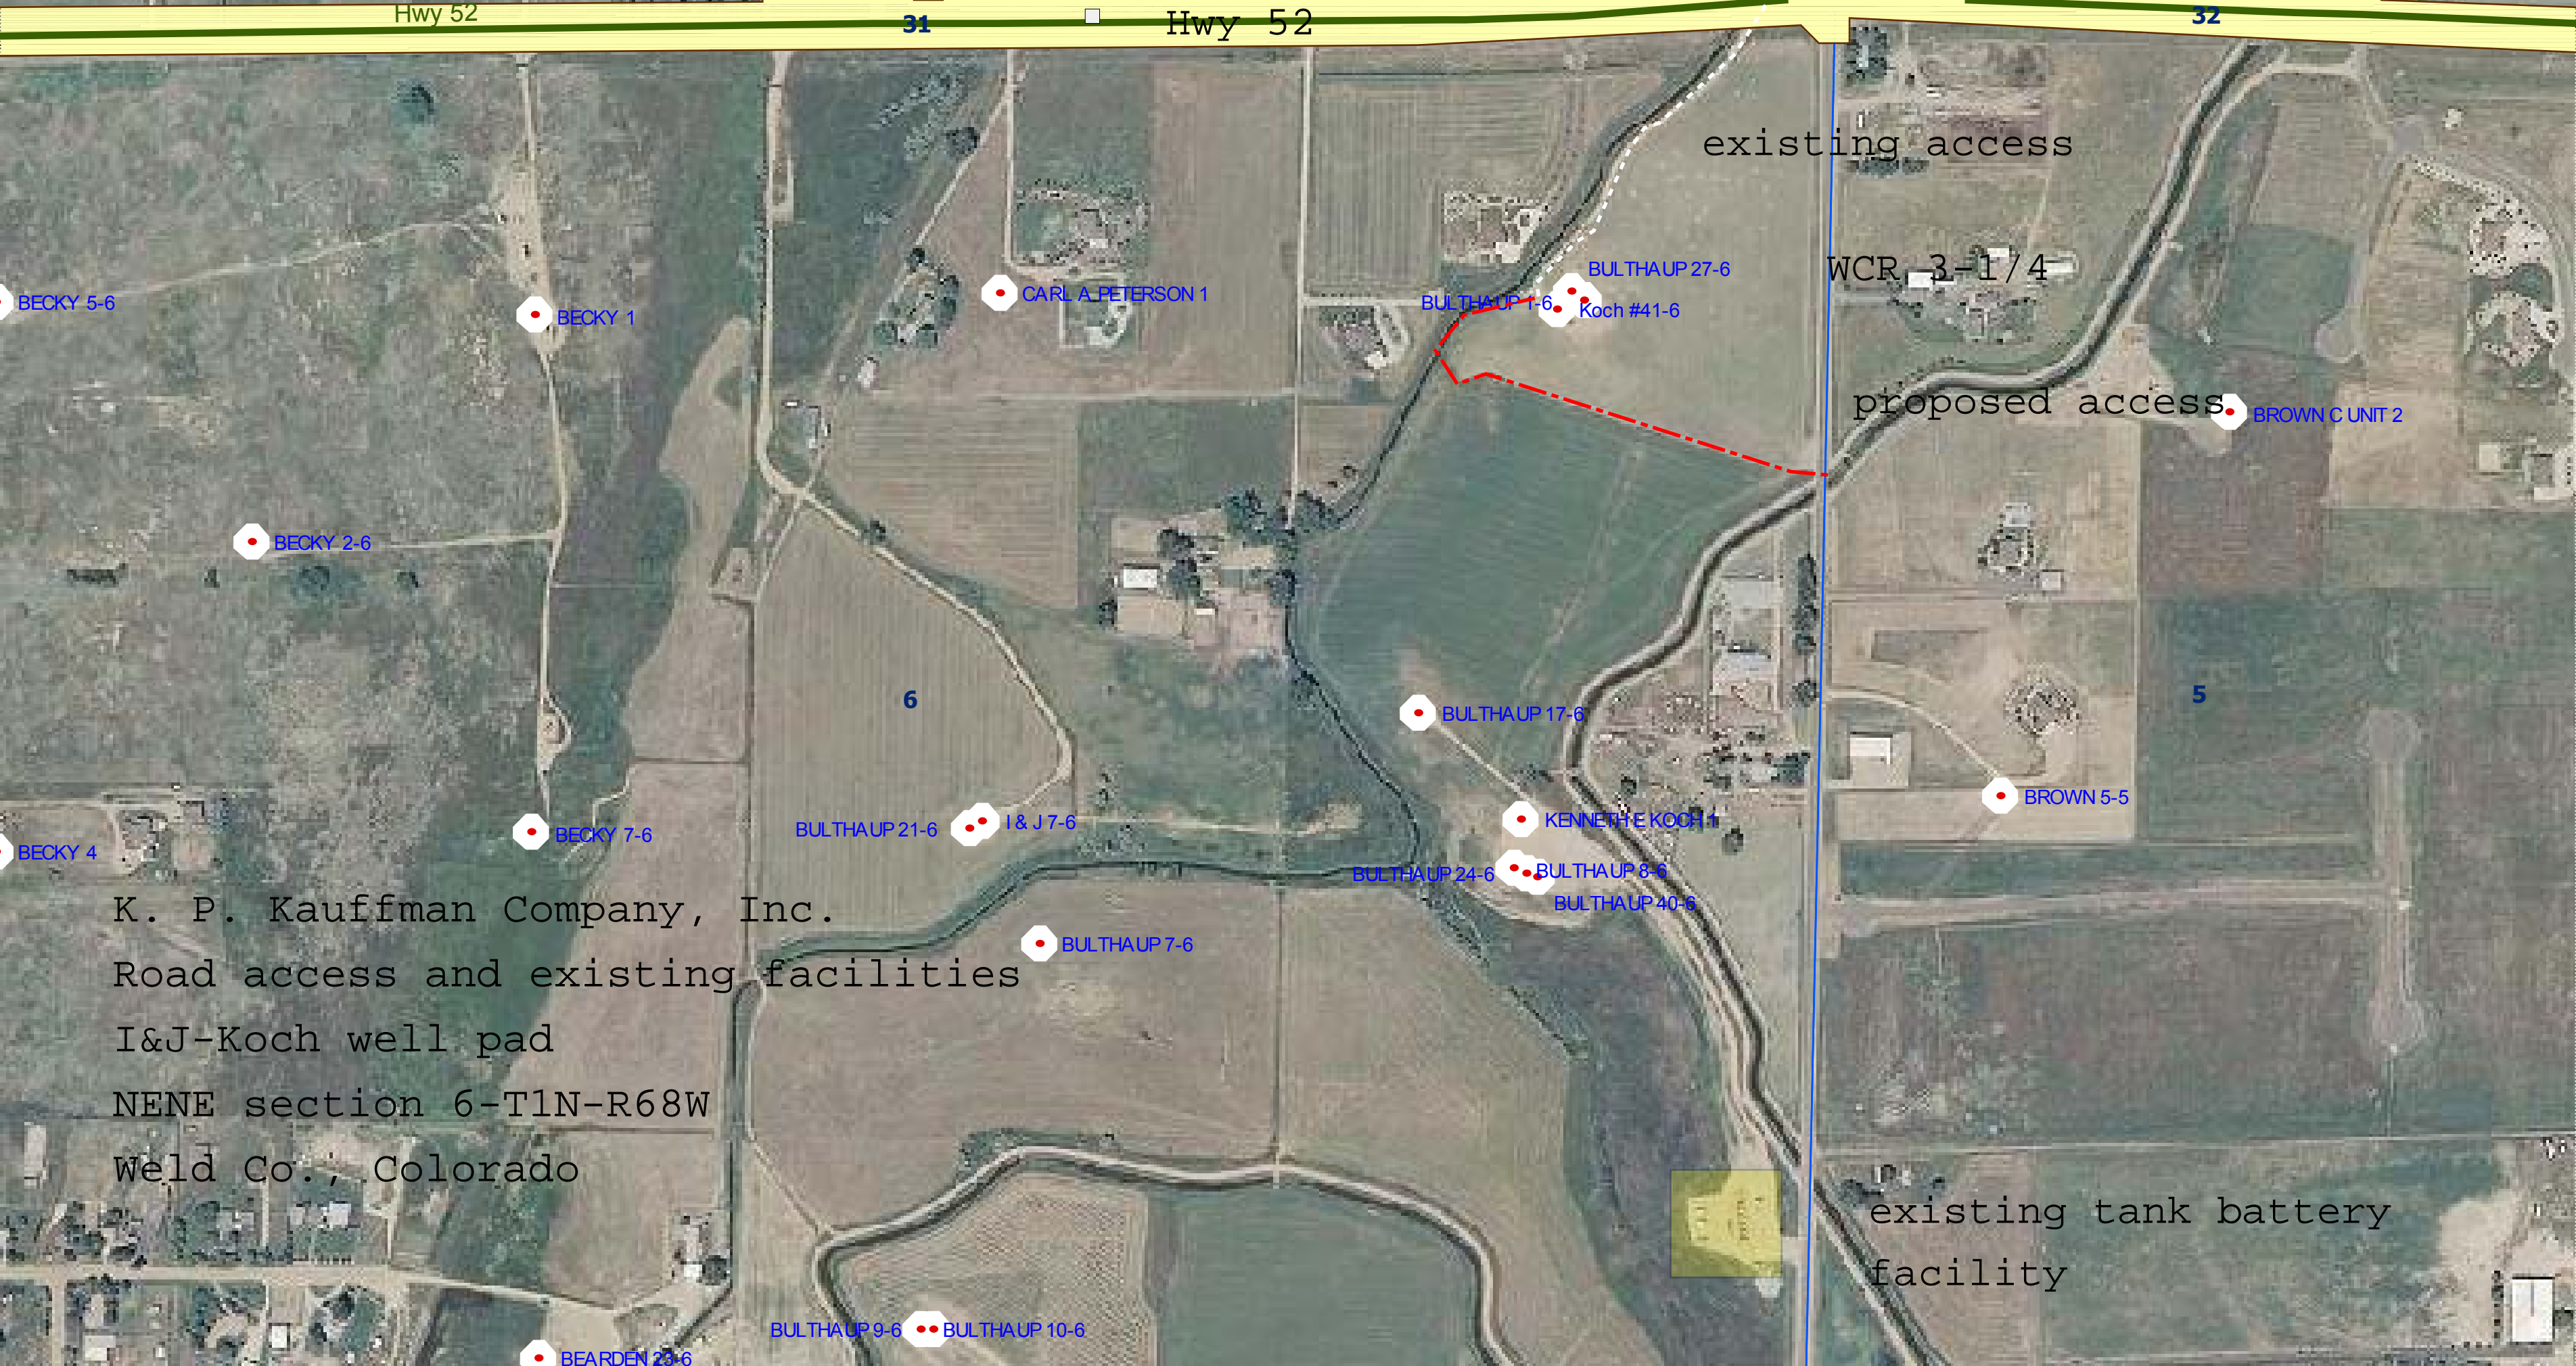 Hwy 52
31
Hwy 52
32
existing access
BULTHAUP 27-6
WCR 3-1/4
BECKY 5-6
BECKY 1
CARL A PETERSON 1
BULTHAUP 1-6
Koch #41-6
proposed access
BROWN C UNIT 2
BECKY 2-6
6
5
BULTHAUP 17-6
BROWN 5-5
BULTHAUP 21-6
I & J 7-6
KENNETH E KOCH 1
BECKY 7-6
BECKY 4
BULTHAUP 24-6
BULTHAUP 8-6
BULTHAUP 40-6
K. P. Kauffman Company, Inc.
BULTHAUP 7-6
Road access and existing facilities
I&J-Koch well pad
NENE section 6-T1N-R68W
Weld Co., Colorado
existing tank battery
facility
BULTHAUP 9-6
BULTHAUP 10-6
BEARDEN 23-6